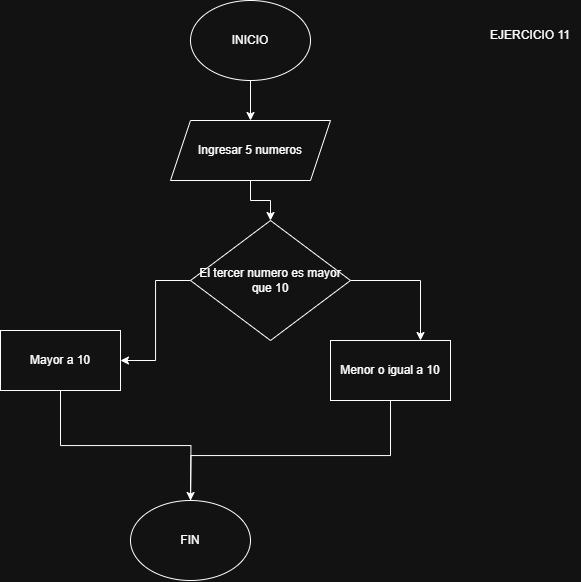 INICIO
EJERCICIO 11
Ingresar 5 numeros
El tercer numero es mayor
que 10
Mayor a 10
Menor o igual a 10
FIN